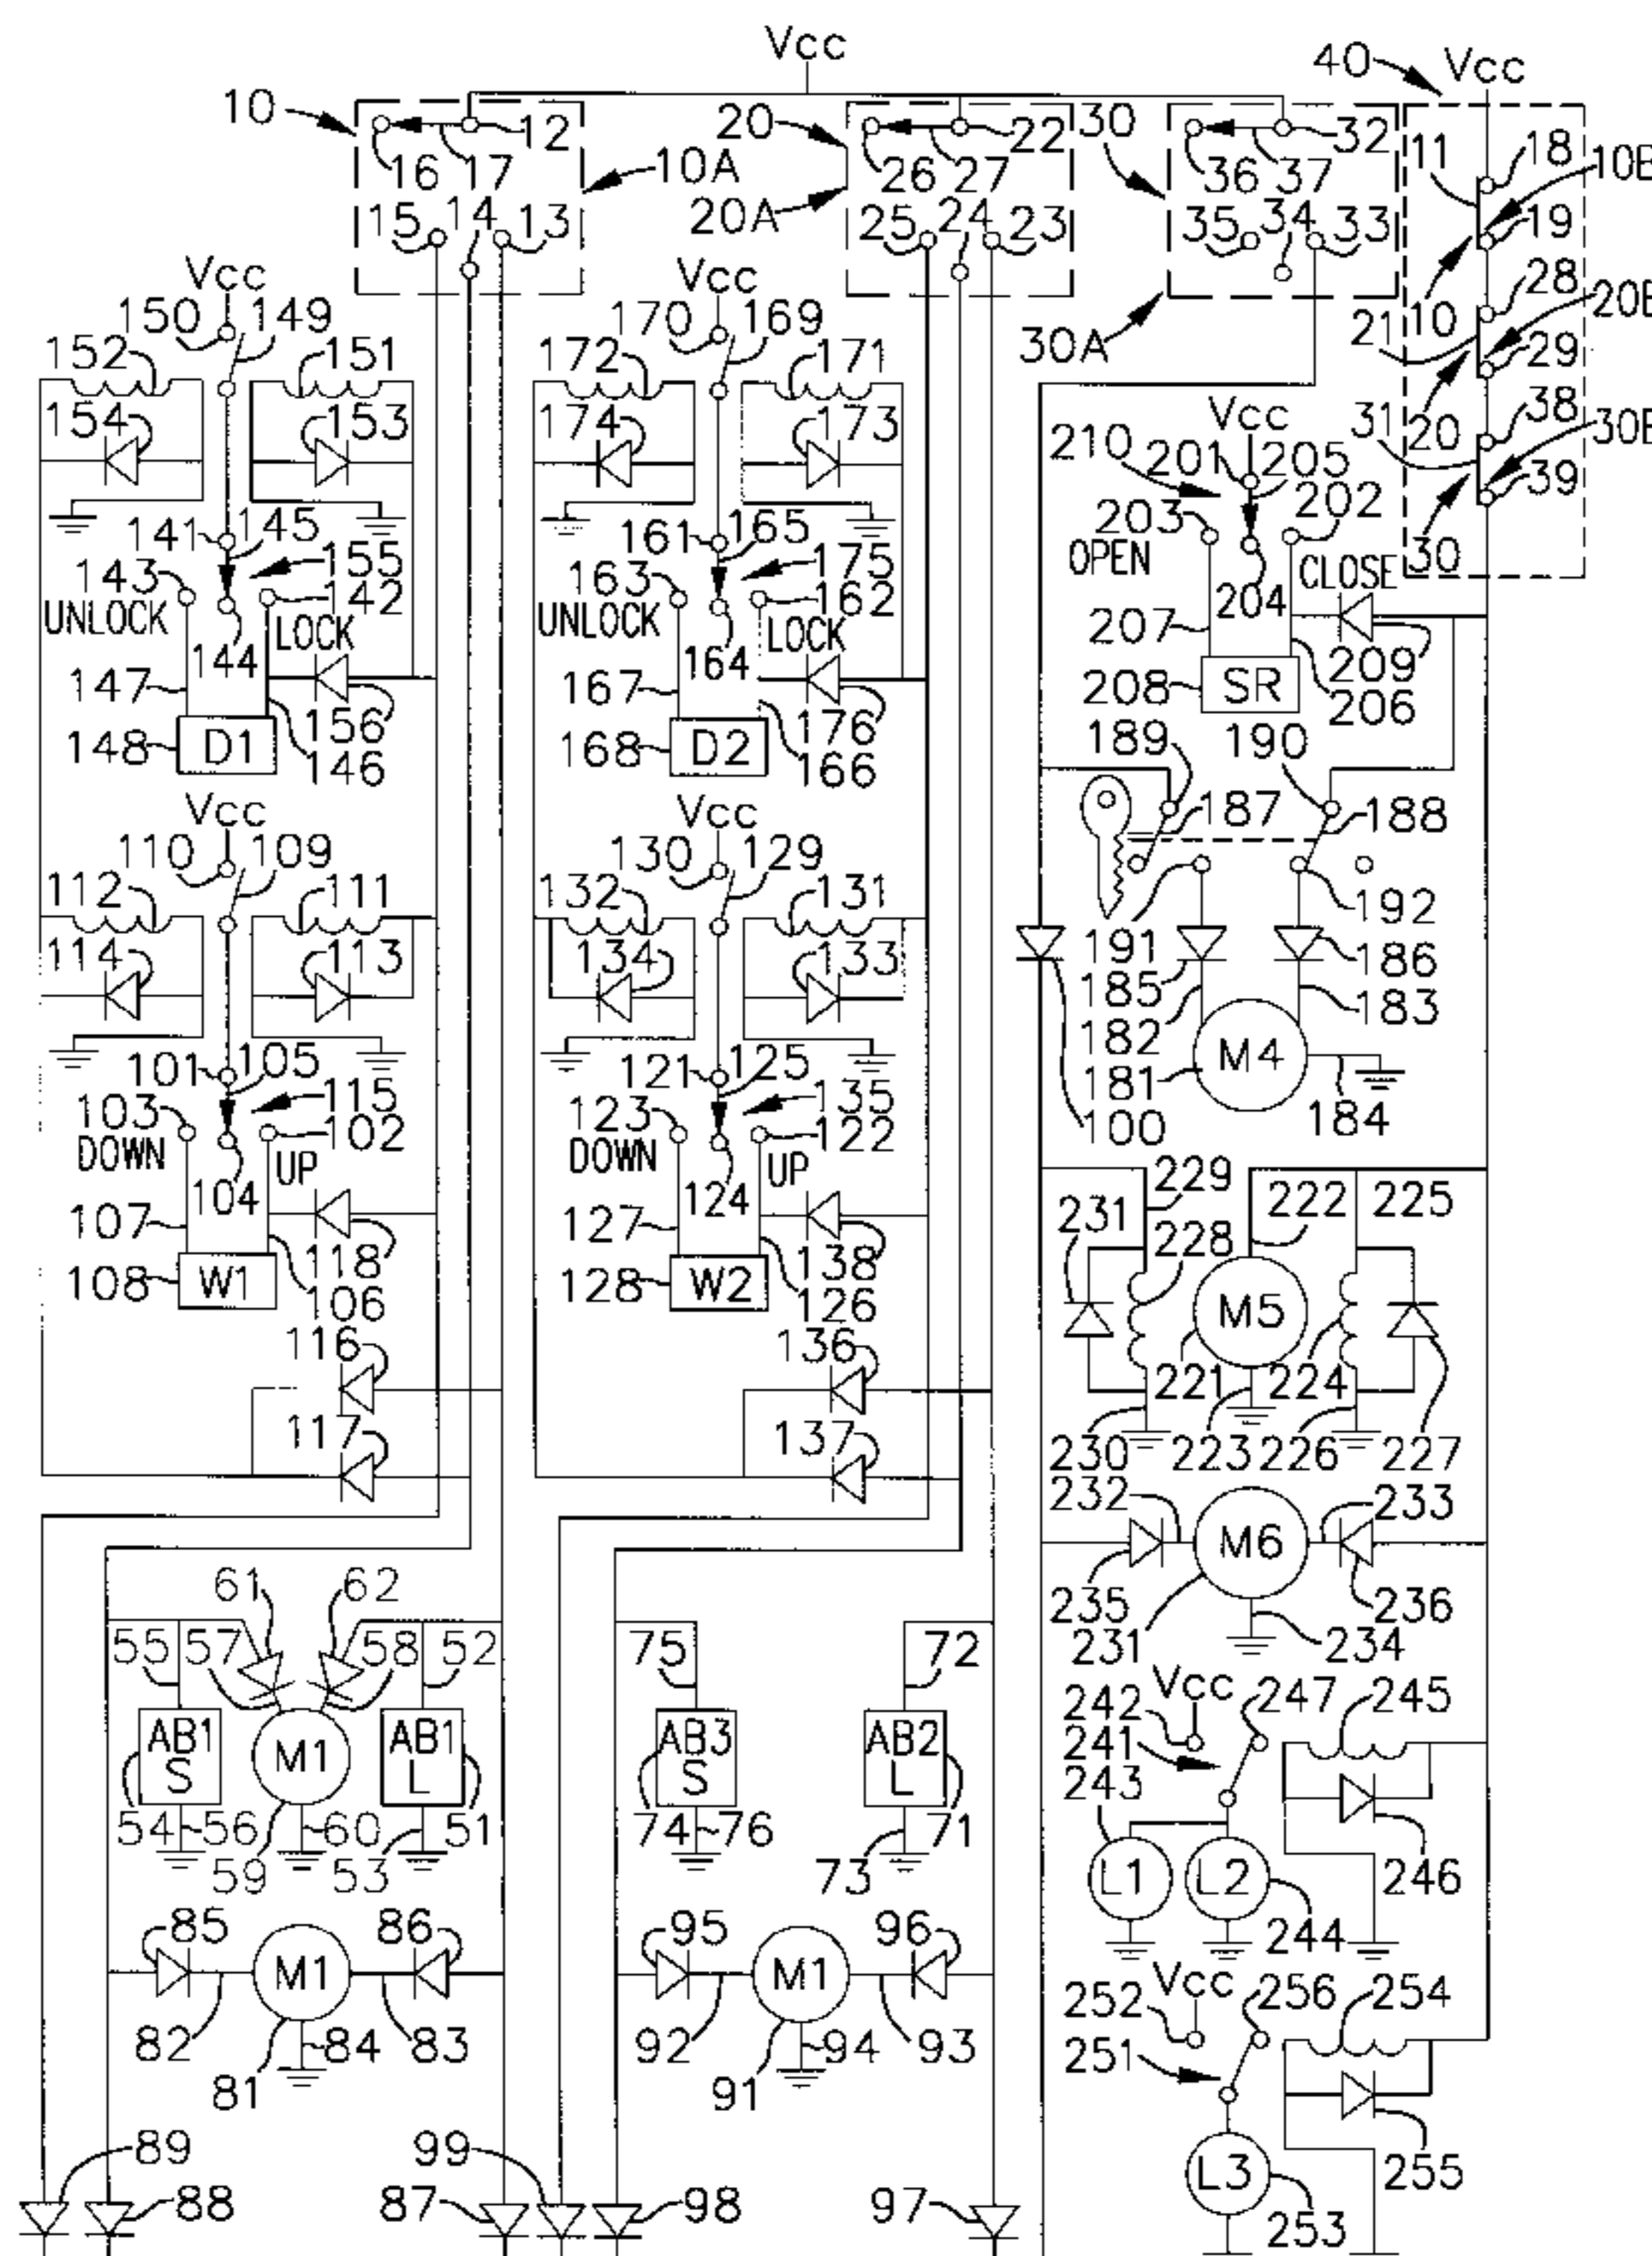 Vcc
40 Vcc
10 12 20 22 30 32 11 18
16 17 10A 26 27 36 37 10B
15 14 13 20A 25 24 23 35 34 33 19
Vcc Vcc 28
150 149 170 169 30A 21 10 20B
152 151 172 171 29
154 153 174 173 Vcc 31 20 38
210 201 205 30B
141 145 161 165 203 202 39
143 155 163 175 OPEN 30
UNLOCK 142 UNLOCK 162 CLOSE
144 LOCK 164 LOCK 207 204
147 156 167 176 208 SR 209
148 D1 146 168 D2 166 206
189 190
Vcc Vcc 187 188
110 109 130 129
112 111 132 131 192
114 113 134 133 191 186
185 183
101 105 121 125 182 M4
103 115 123 135 181
DOWN 102 DOWN 122 100 184
104 UP 124 UP 229 222 225
107 118 127 138 231 228
108 W1 106 128 W2 126 M5
116 136 221 224
117 137 230 223 226 227
232 233
M6
61 62 235 236
55 57 58 52 75 72 231 234
Vcc 247 245
AB1 M1 AB1 AB3 AB2 242
S L S L 241
243
54 56 60 51 74 76 71
59 53 73 L1 L2 246
85 86 95 96 244
M1 M1 252 Vcc 256 254
82 84 83 92 94 93 251
81 91
89 99 L3 255
88 87 98 97 253